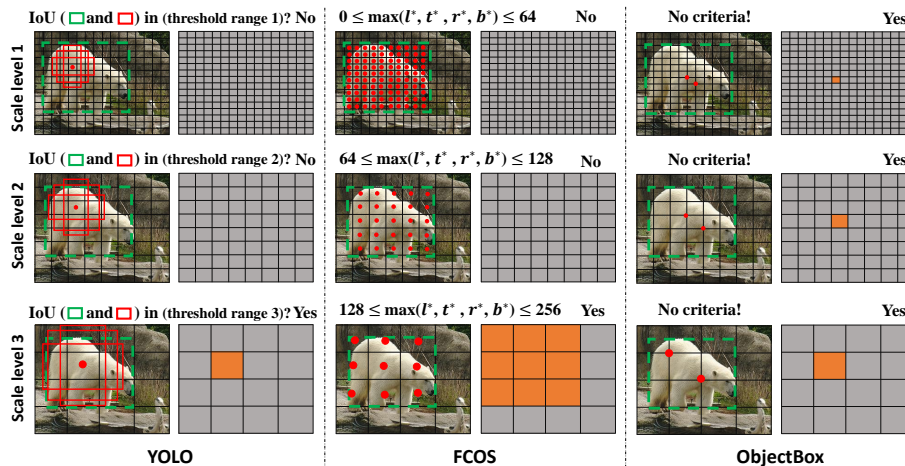 IoU ( and ) in (threshold range 1)? No
0 ≤ max(l*, t*, r*, b*) ≤ 64 No
No criteria! Yes
Scale level 1
IoU ( and ) in (threshold range 2)? No
64 ≤ max(l*, t*, r*, b*) ≤ 128 No
No criteria! Yes
Scale level 2
IoU ( and ) in (threshold range 3)? Yes
128 ≤ max(l*, t*, r*, b*) ≤ 256 Yes
No criteria! Yes
Scale level 3
YOLO
FCOS
ObjectBox